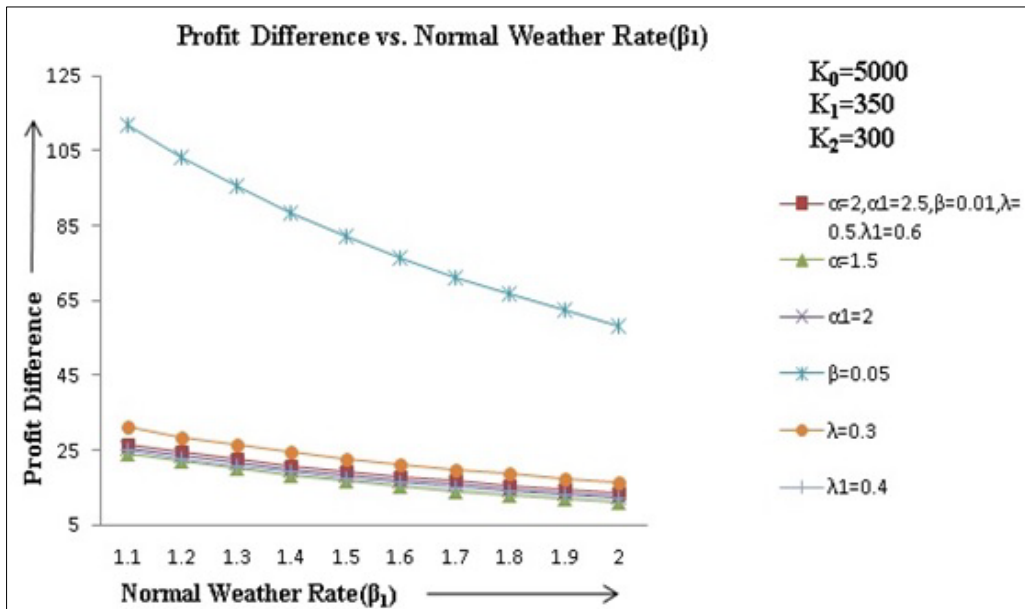 Profit Difference vs. Normal Weather Rate(β1)
K0=5000
K1=350
K2=300
125
105
85
65
45
25
5
Profit Difference
α=2,α1=2.5,β=0.01,λ=
0.5,λ1=0.6
α=1.5
α1=2
β=0.05
λ=0.3
λ1=0.4
1.1 1.2 1.3 1.4 1.5 1.6 1.7 1.8 1.9 2
Normal Weather Rate(β1)